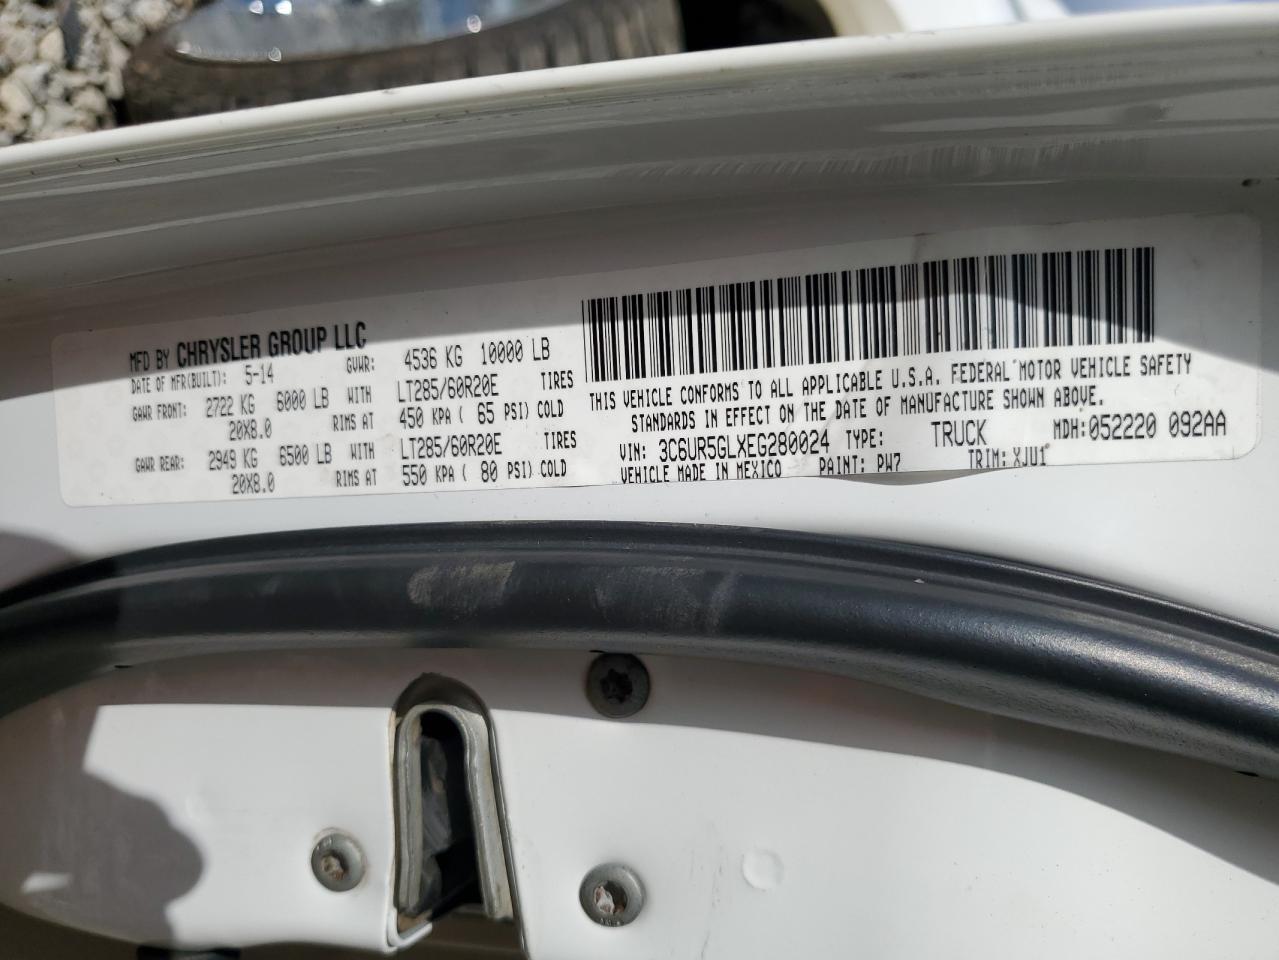 MFD BY CHRYSLER GROUP LLC
DATE OF MFR(BUILT): 5-14 GVWR: 4536 KG 10000 LB
GAWR FRONT: 2722 KG 6000 LB WITH LT285/60R20E TIRES
20X8.0 RIMS AT 450 KPA ( 65 PSI) COLD
GAWR REAR: 2949 KG 6500 LB WITH LT285/60R20E TIRES
20X8.0 RIMS AT 550 KPA ( 80 PSI) COLD
THIS VEHICLE CONFORMS TO ALL APPLICABLE U.S.A. FEDERAL MOTOR VEHICLE SAFETY
STANDARDS IN EFFECT ON THE DATE OF MANUFACTURE SHOWN ABOVE.
VIN: 3C6UR5GLXEG280024 TYPE: TRUCK MDH: 052220 092AA
VEHICLE MADE IN MEXICO PAINT: PW7 TRIM: XJU1